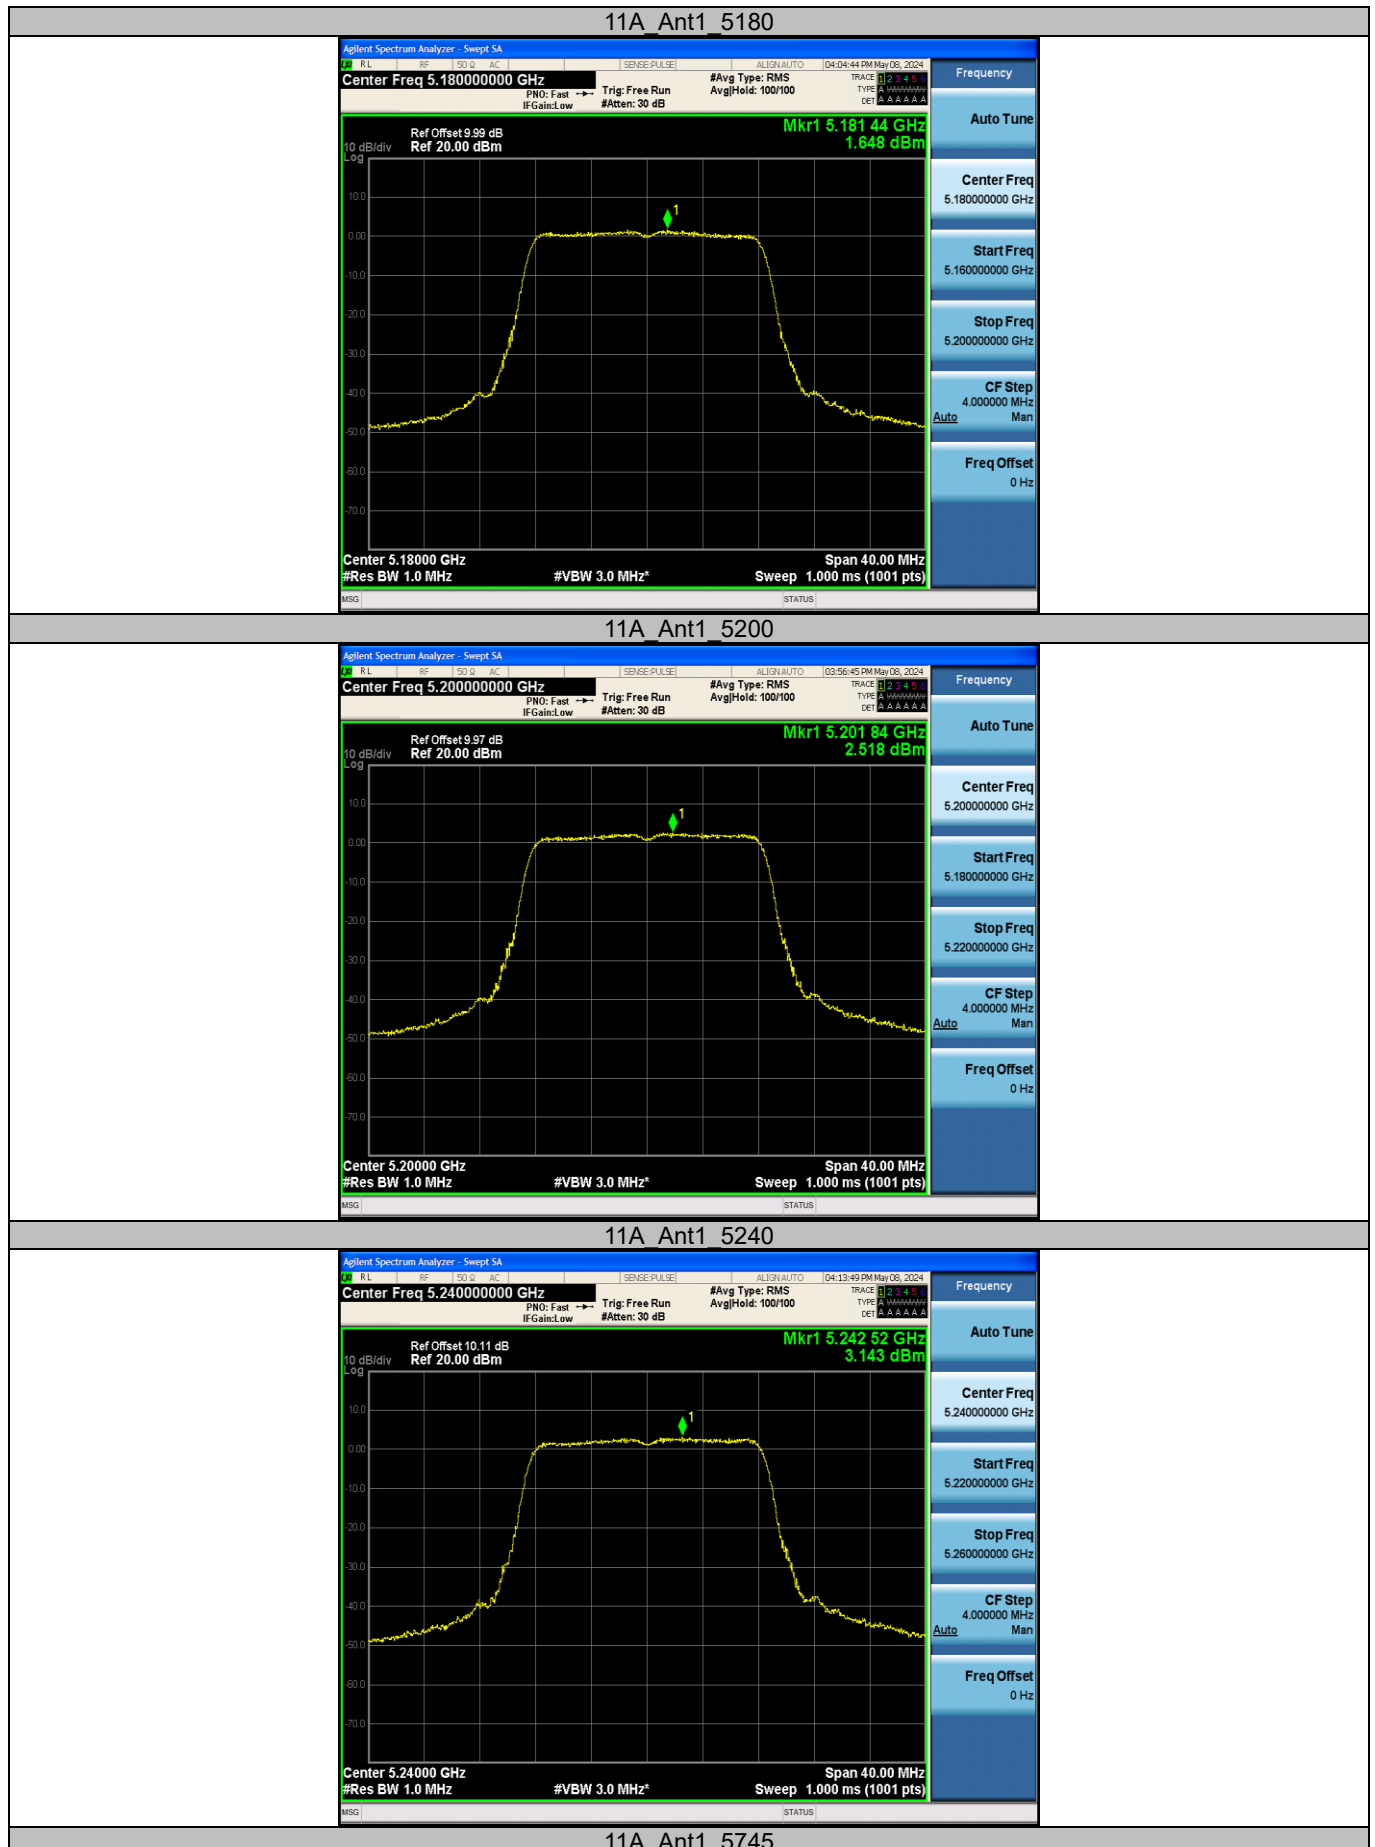 11A_Ant1_5180
Agilent Spectrum Analyzer - Swept SA
RL RF 50 Ω AC SENSE:PULSE ALIGN AUTO 04:04:44 PM May 08, 2024
Center Freq 5.180000000 GHz #Avg Type: RMS TRACE 1 2 3 4 5 6 Frequency
PNO: Fast Trig: Free Run Avg|Hold: 100/100 TYPE A
IFGain:Low #Atten: 30 dB DET A A A A A A
Auto Tune
Mkr1 5.181 44 GHz
Ref Offset 9.99 dB 1.648 dBm
10 dB/div Ref 20.00 dBm
Log
Center Freq
5.180000000 GHz
10.0
1
0.00
Start Freq
5.160000000 GHz
-10.0
-20.0
Stop Freq
5.200000000 GHz
-30.0
CF Step
4.000000 MHz
Auto Man
-40.0
-50.0
Freq Offset
0 Hz
-60.0
-70.0
Center 5.18000 GHz Span 40.00 MHz
#Res BW 1.0 MHz #VBW 3.0 MHz* Sweep 1.000 ms (1001 pts)
MSG STATUS
11A_Ant1_5200
Agilent Spectrum Analyzer - Swept SA
RL RF 50 Ω AC SENSE:PULSE ALIGN AUTO 03:56:45 PM May 08, 2024
Center Freq 5.200000000 GHz #Avg Type: RMS TRACE 1 2 3 4 5 6 Frequency
PNO: Fast Trig: Free Run Avg|Hold: 100/100 TYPE A
IFGain:Low #Atten: 30 dB DET A A A A A A
Auto Tune
Mkr1 5.201 84 GHz
Ref Offset 9.97 dB 2.518 dBm
10 dB/div Ref 20.00 dBm
Log
Center Freq
5.200000000 GHz
10.0
1
0.00
Start Freq
5.180000000 GHz
-10.0
-20.0
Stop Freq
5.220000000 GHz
-30.0
CF Step
4.000000 MHz
Auto Man
-40.0
-50.0
Freq Offset
0 Hz
-60.0
-70.0
Center 5.20000 GHz Span 40.00 MHz
#Res BW 1.0 MHz #VBW 3.0 MHz* Sweep 1.000 ms (1001 pts)
MSG STATUS
11A_Ant1_5240
Agilent Spectrum Analyzer - Swept SA
RL RF 50 Ω AC SENSE:PULSE ALIGN AUTO 04:13:49 PM May 08, 2024
Center Freq 5.240000000 GHz #Avg Type: RMS TRACE 1 2 3 4 5 6 Frequency
PNO: Fast Trig: Free Run Avg|Hold: 100/100 TYPE A
IFGain:Low #Atten: 30 dB DET A A A A A A
Auto Tune
Mkr1 5.242 52 GHz
Ref Offset 10.11 dB 3.143 dBm
10 dB/div Ref 20.00 dBm
Log
Center Freq
5.240000000 GHz
10.0
1
0.00
Start Freq
5.220000000 GHz
-10.0
-20.0
Stop Freq
5.260000000 GHz
-30.0
CF Step
4.000000 MHz
Auto Man
-40.0
-50.0
Freq Offset
0 Hz
-60.0
-70.0
Center 5.24000 GHz Span 40.00 MHz
#Res BW 1.0 MHz #VBW 3.0 MHz* Sweep 1.000 ms (1001 pts)
MSG STATUS
11A_Ant1_5745